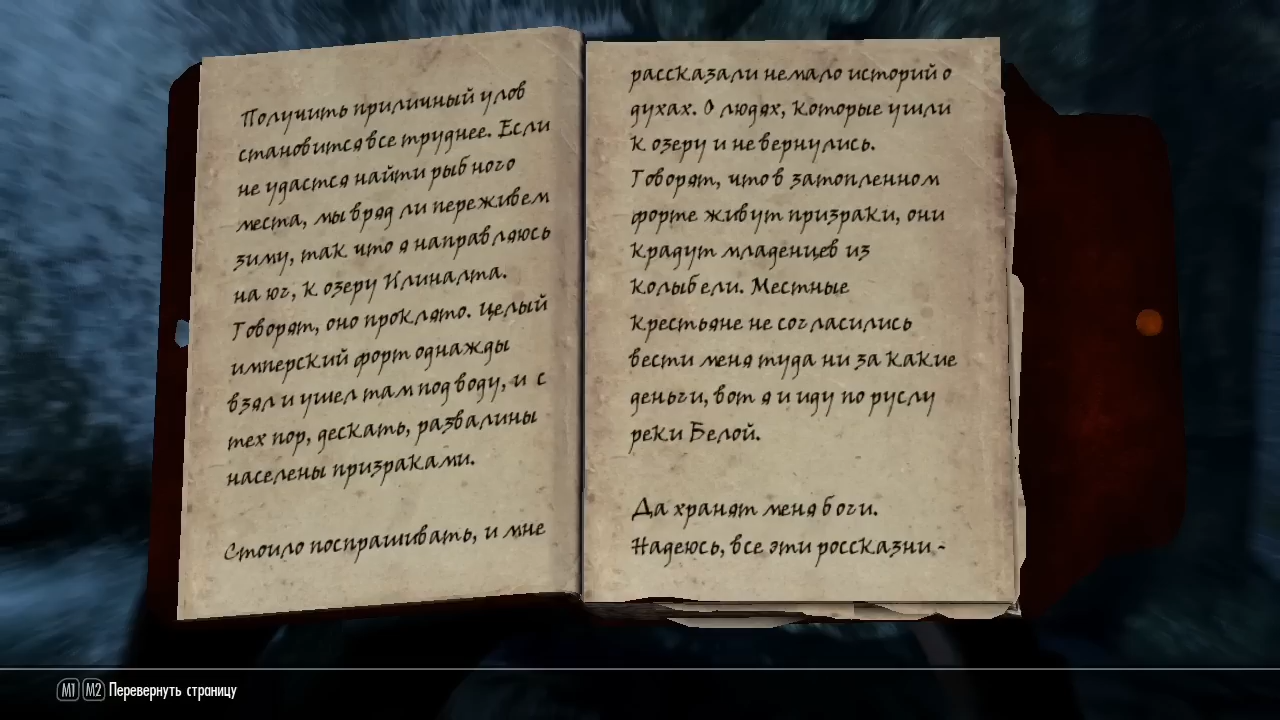 Получить приличный улов
становится все труднее. Если
не удастся найти рыбного
места, мы вряд ли переживем
зиму, так что я направляюсь
на юг, к озеру Илиналта.
Говорят, оно проклято. Целый
имперский форт однажды
взял и ушел там под воду, и с
тех пор, дескать, развалины
населены призраками.
Стоило поспрашивать, и мне
рассказали немало историй о
духах. О людях, которые ушли
к озеру и не вернулись.
Говорят, что в затопленном
форте живут призраки, они
крадут младенцев из
колыбели. Местные
крестьяне не согласились
вести меня туда ни за какие
деньги, вот я и иду по руслу
реки Белой.
Да хранят меня боги.
Надеюсь, все эти россказни -
M1 M2 Перевернуть страницу